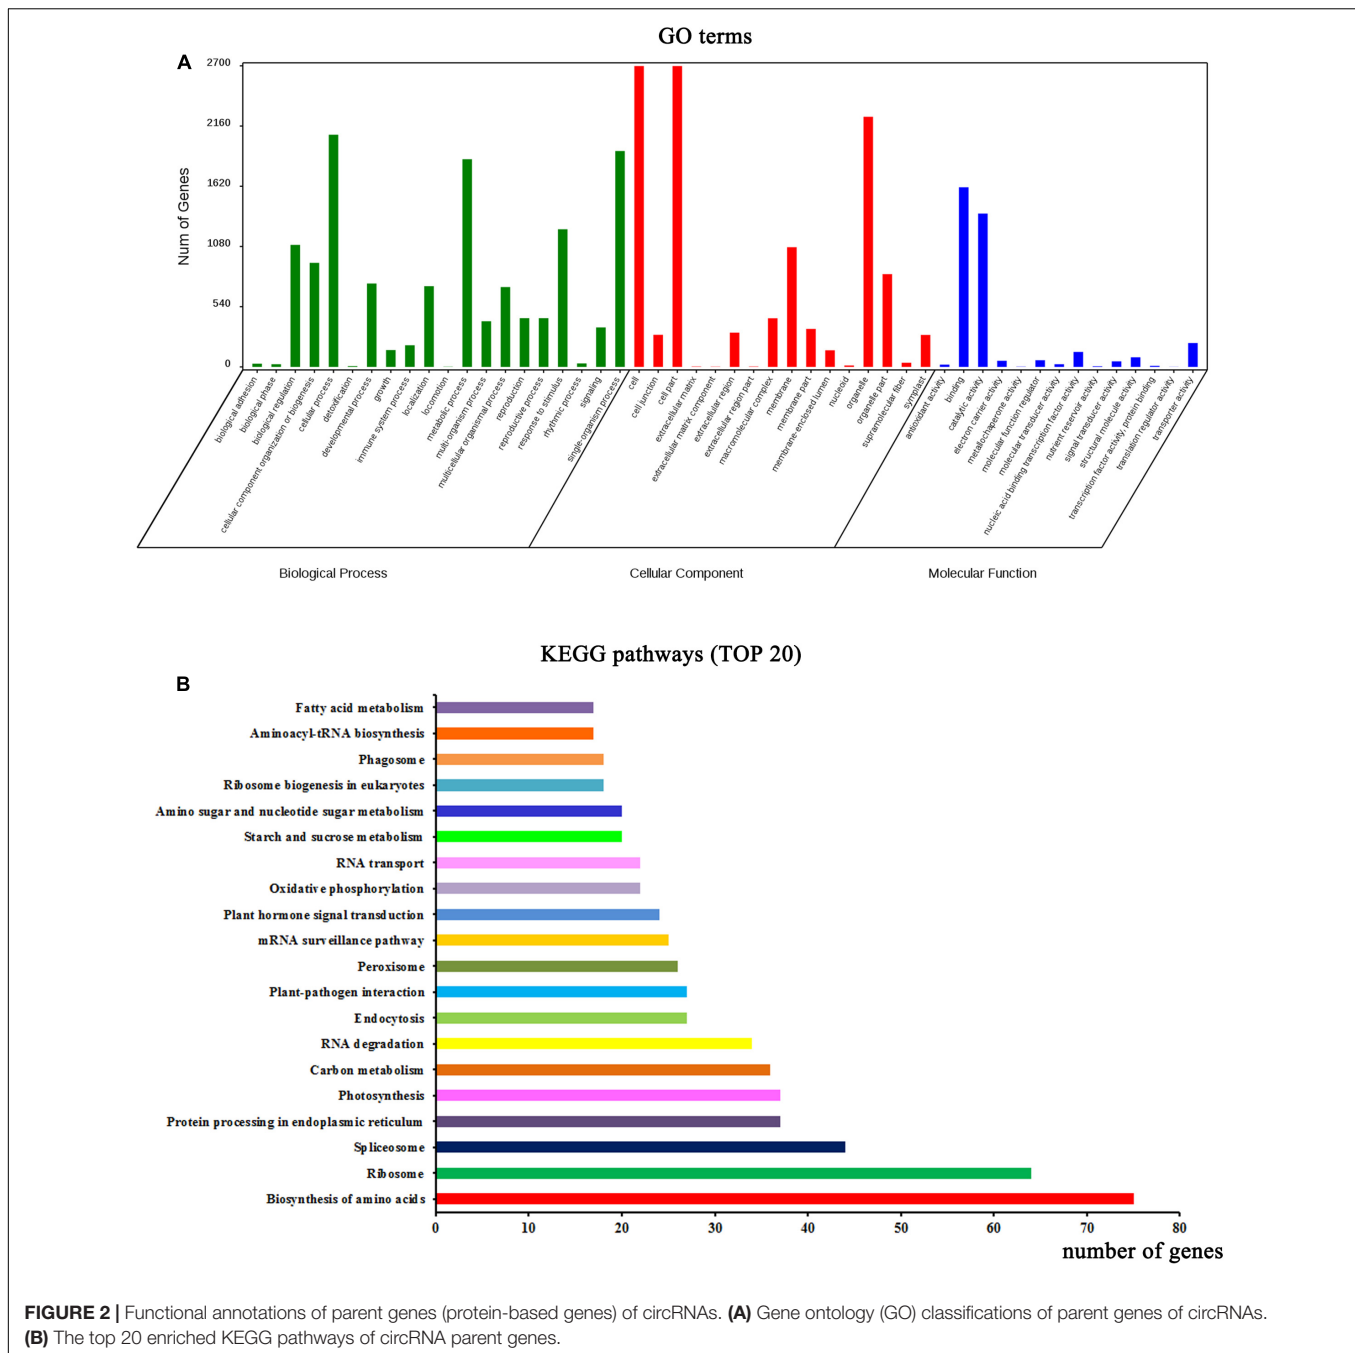 GO terms
A
2700
2160
1620
1080
540
0
Num of Genes
biological adhesion
biological phase
biological regulation
cellular component organization or biogenesis
cellular process
detoxification
developmental process
growth
immune system process
localization
locomotion
metabolic process
multi-organism process
multicellular organismal process
reproduction
reproductive process
response to stimulus
rhythmic process
signaling
single-organism process
cell
cell junction
cell part
extracellular matrix
extracellular matrix component
extracellular region
extracellular region part
macromolecular complex
membrane
membrane part
membrane-enclosed lumen
nucleoid
organelle
organelle part
supramolecular fiber
symplast
antioxidant activity
binding
catalytic activity
electron carrier activity
metallochaperone activity
molecular function regulator
molecular transducer activity
nucleic acid binding transcription factor activity
nutrient reservoir activity
signal transducer activity
structural molecule activity
transcription factor activity, protein binding
translation regulator activity
transporter activity
Biological Process
Cellular Component
Molecular Function
KEGG pathways (TOP 20)
B
Fatty acid metabolism
Aminoacyl-tRNA biosynthesis
Phagosome
Ribosome biogenesis in eukaryotes
Amino sugar and nucleotide sugar metabolism
Starch and sucrose metabolism
RNA transport
Oxidative phosphorylation
Plant hormone signal transduction
mRNA surveillance pathway
Peroxisome
Plant-pathogen interaction
Endocytosis
RNA degradation
Carbon metabolism
Photosynthesis
Protein processing in endoplasmic reticulum
Spliceosome
Ribosome
Biosynthesis of amino acids
0 10 20 30 40 50 60 70 80
number of genes
FIGURE 2 | Functional annotations of parent genes (protein-based genes) of circRNAs. (A) Gene ontology (GO) classifications of parent genes of circRNAs.
(B) The top 20 enriched KEGG pathways of circRNA parent genes.